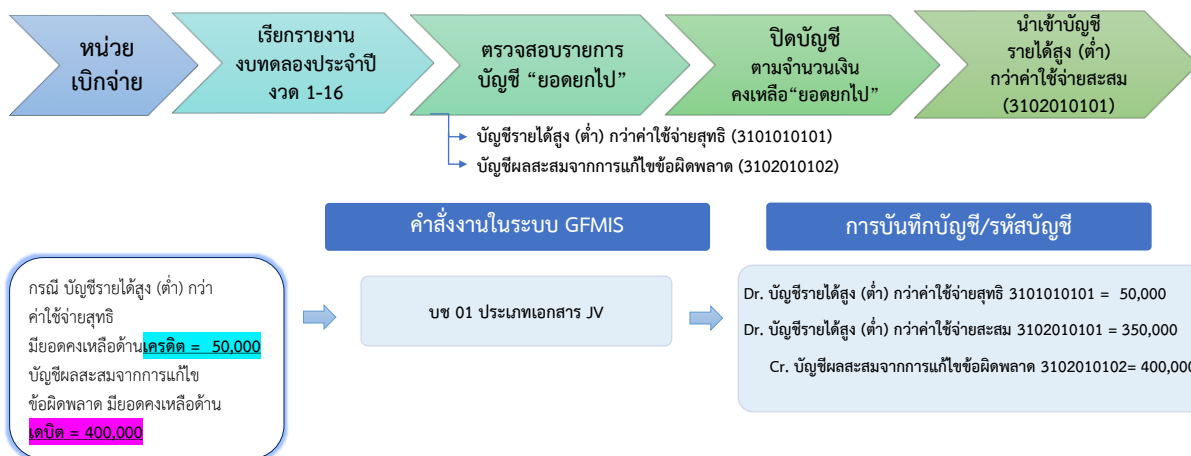 หน่วย
เบิกจ่าย
เรียกรายงาน
งบทดลองประจำปี
งวด 1-16
ตรวจสอบรายการ
บัญชี “ยอดยกไป”
ปิดบัญชี
ตามจำนวนเงิน
คงเหลือ“ยอดยกไป”
นำเข้าบัญชี
รายได้สูง (ต่ำ)
กว่าค่าใช้จ่ายสะสม
(3102010101)
บัญชีรายได้สูง (ต่ำ) กว่าค่าใช้จ่ายสุทธิ (3101010101)
บัญชีผลสะสมจากการแก้ไขข้อผิดพลาด (3102010102)
คำสั่งงานในระบบ GFMIS
การบันทึกบัญชี/รหัสบัญชี
กรณี บัญชีรายได้สูง (ต่ำ) กว่า
ค่าใช้จ่ายสุทธิ
มียอดคงเหลือด้านเครดิต = 50,000
บัญชีผลสะสมจากการแก้ไข
ข้อผิดพลาด มียอดคงเหลือด้าน
เดบิต = 400,000
บช 01 ประเภทเอกสาร JV
Dr. บัญชีรายได้สูง (ต่ำ) กว่าค่าใช้จ่ายสุทธิ 3101010101 = 50,000
Dr. บัญชีรายได้สูง (ต่ำ) กว่าค่าใช้จ่ายสะสม 3102010101 = 350,000
Cr. บัญชีผลสะสมจากการแก้ไขข้อผิดพลาด 3102010102= 400,000